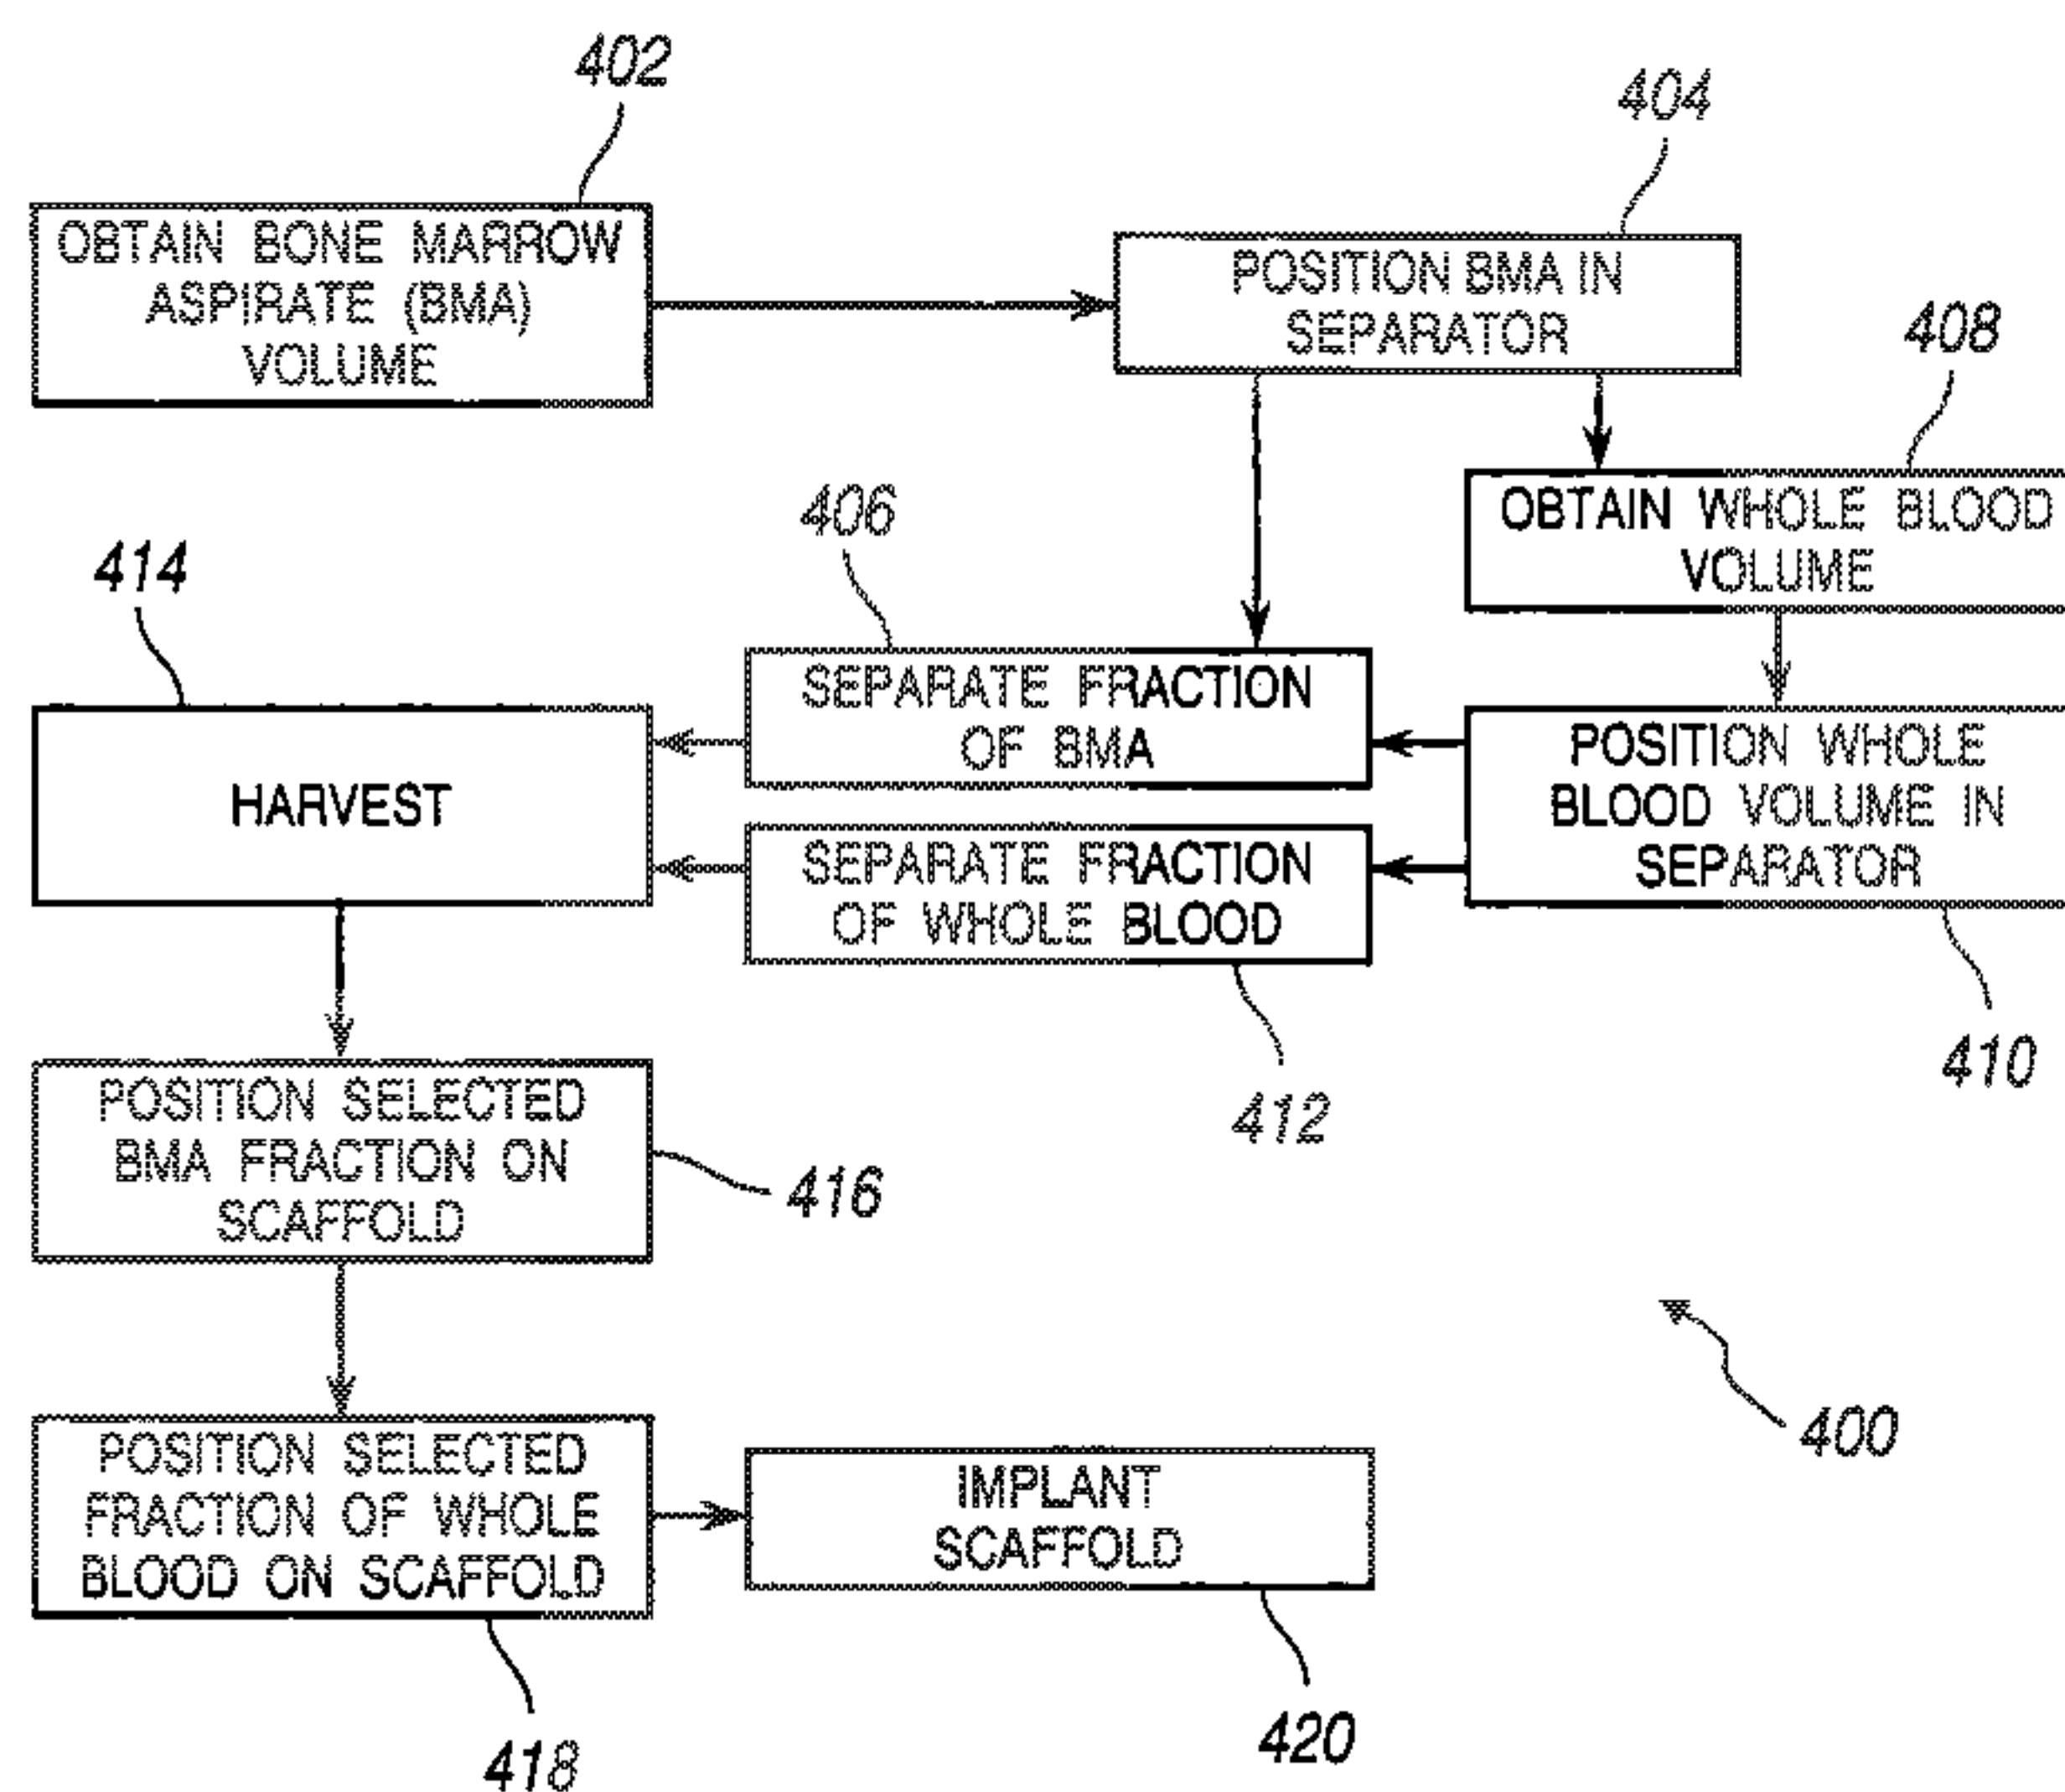 402
404
OBTAIN BONE MARROW
ASPIRATE (BMA)
VOLUME
POSITION BMA IN
SEPARATOR
408
OBTAIN WHOLE BLOOD
VOLUME
406
414
SEPARATE FRACTION
OF BMA
HARVEST
POSITION WHOLE
BLOOD VOLUME IN
SEPARATOR
SEPARATE FRACTION
OF WHOLE BLOOD
410
412
POSITION SELECTED
BMA FRACTION ON
SCAFFOLD
416
400
POSITION SELECTED
FRACTION OF WHOLE
BLOOD ON SCAFFOLD
IMPLANT
SCAFFOLD
418
420